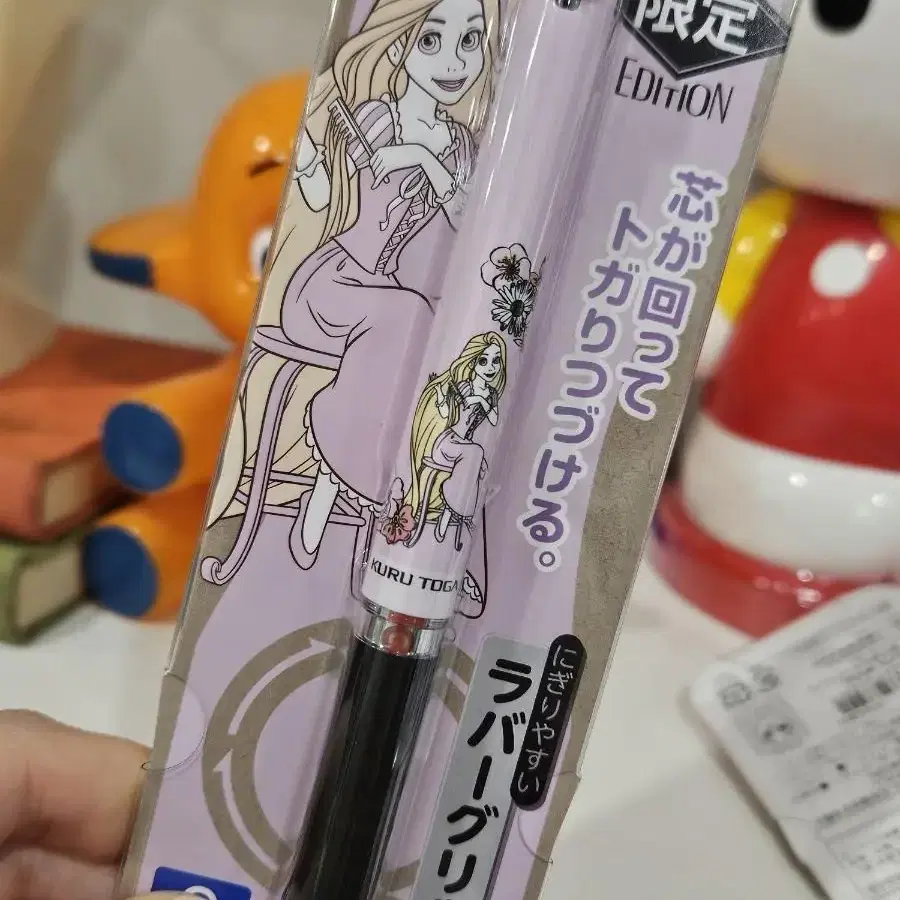 限定
EDITION
芯が回って
トガりつづける。
KURU TOGA
にぎりやすい
ラバーグリ